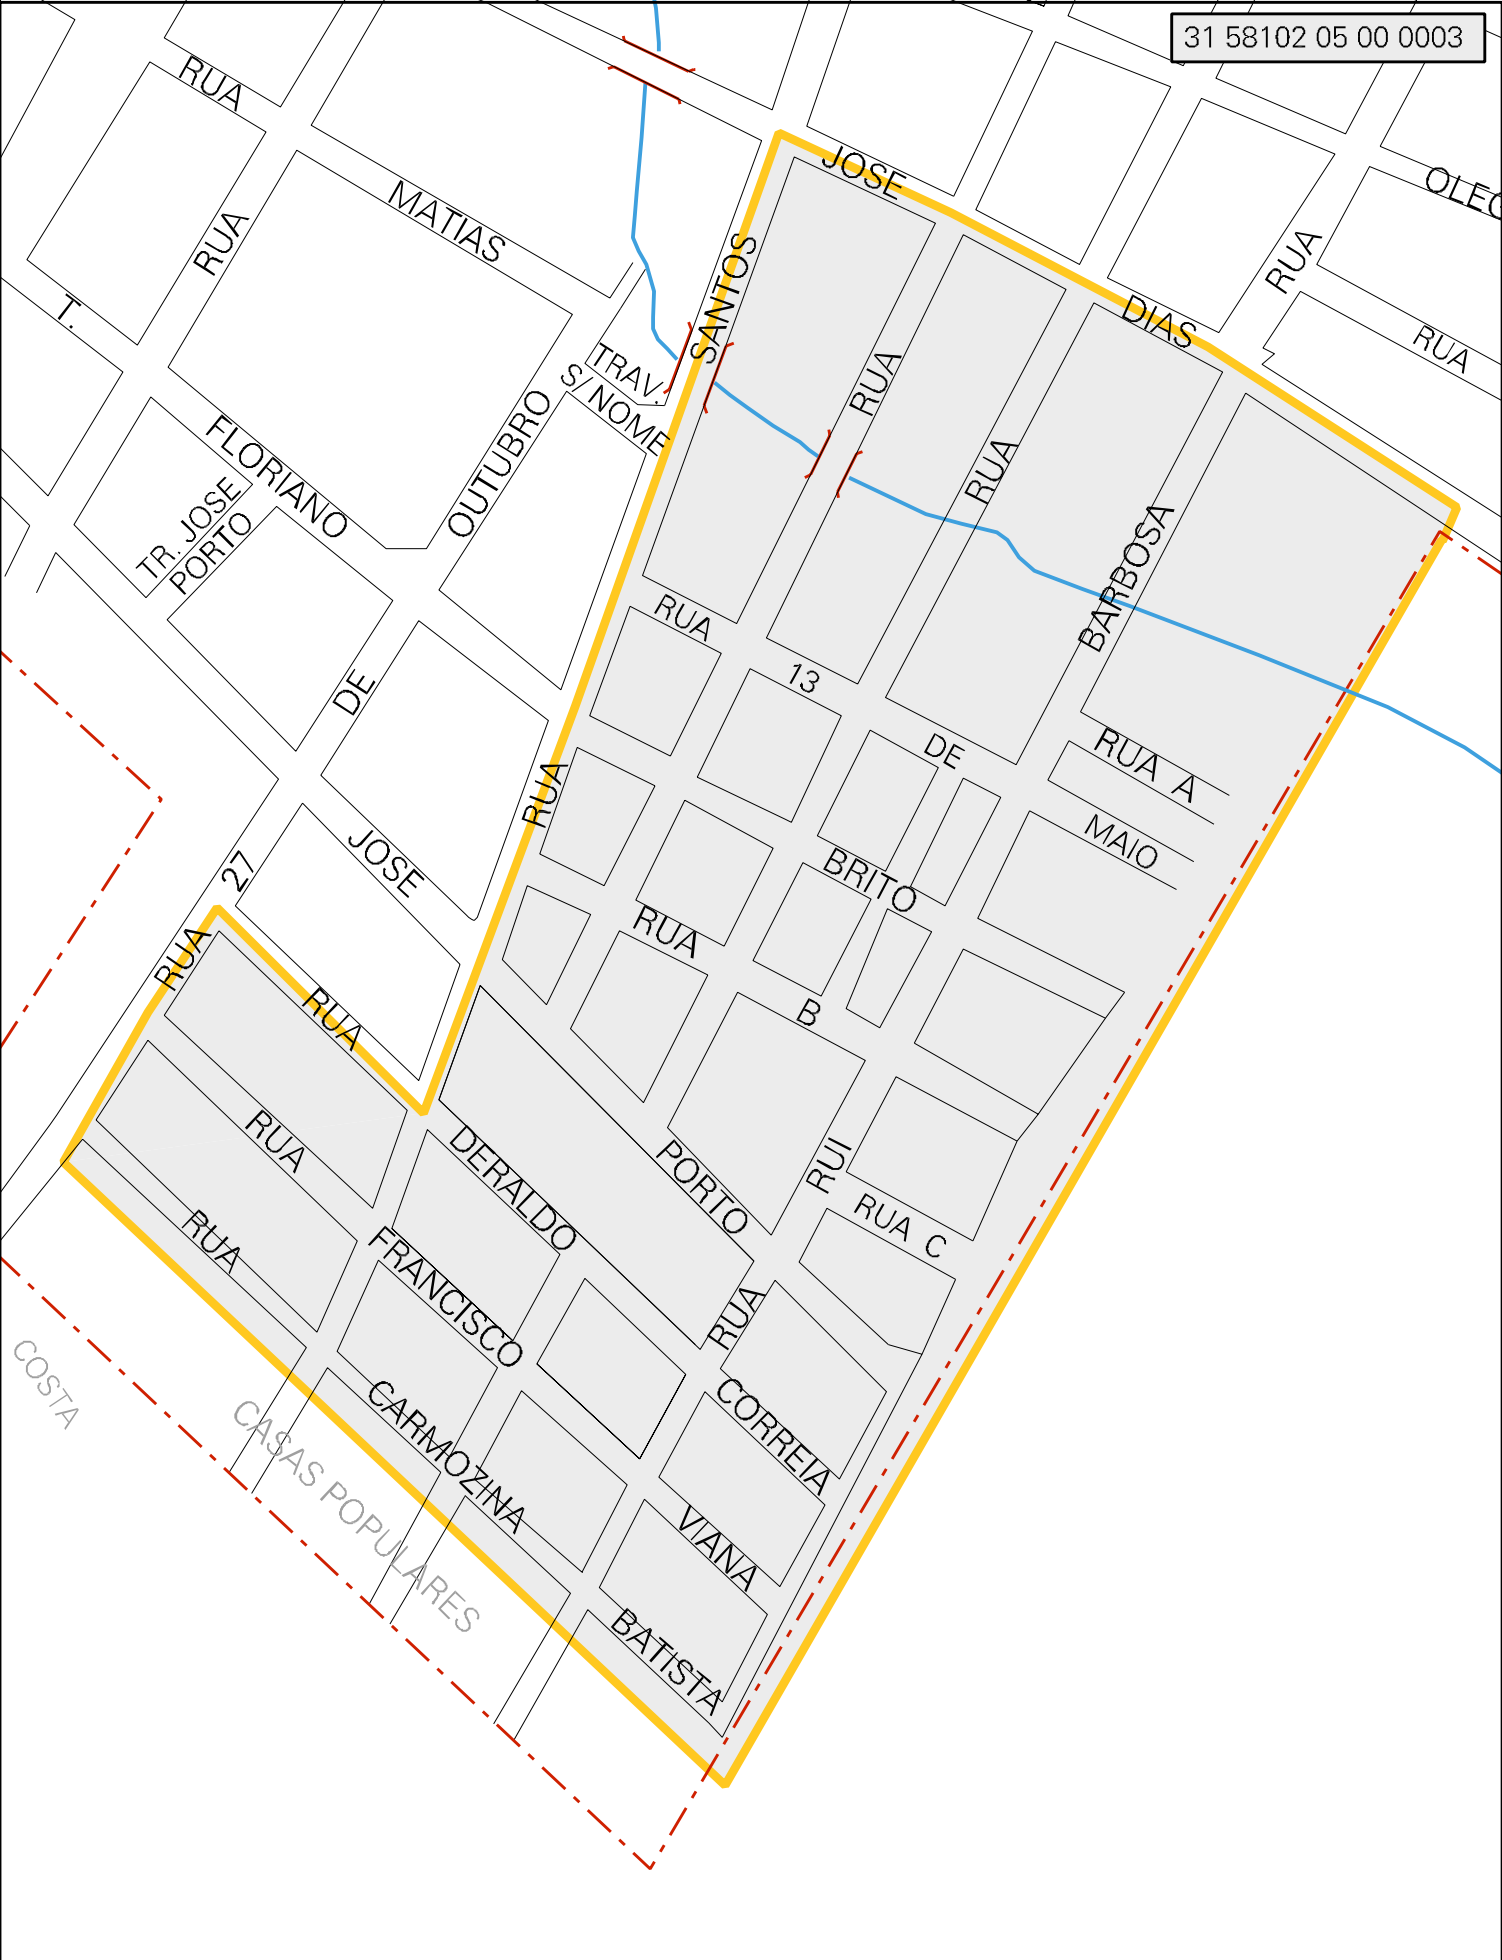 31 58102 05 00 0003
RUA
JOSE
OLEG
RUA
MATIAS
SANTOS
RUA
DIAS
T.
RUA
TRAV.
S/NOME
RUA
OUTUBRO
FLORIANO
TR. JOSE
PORTO
RUA
BARBOSA
RUA
13
DE
DE
RUA A
RUA
MAIO
JOSE
27
BRITO
RUA
RUA
B
RUA
RUA
DERALDO
PORTO
RUI
RUA C
RUA
FRANCISCO
RUA
COSTA
CARMOZINA
CORREIA
CASAS POPULARES
VIANA
BATISTA